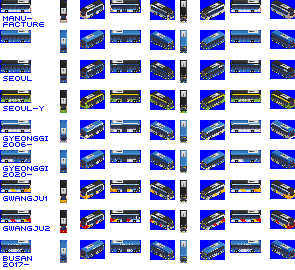 MANU-
FACTURE
SEOUL
SEOUL-Y
GYEONGGI
2006-
GYEONGGI
2020-
GWANGJU1
GWANGJU2
BUSAN
2017-